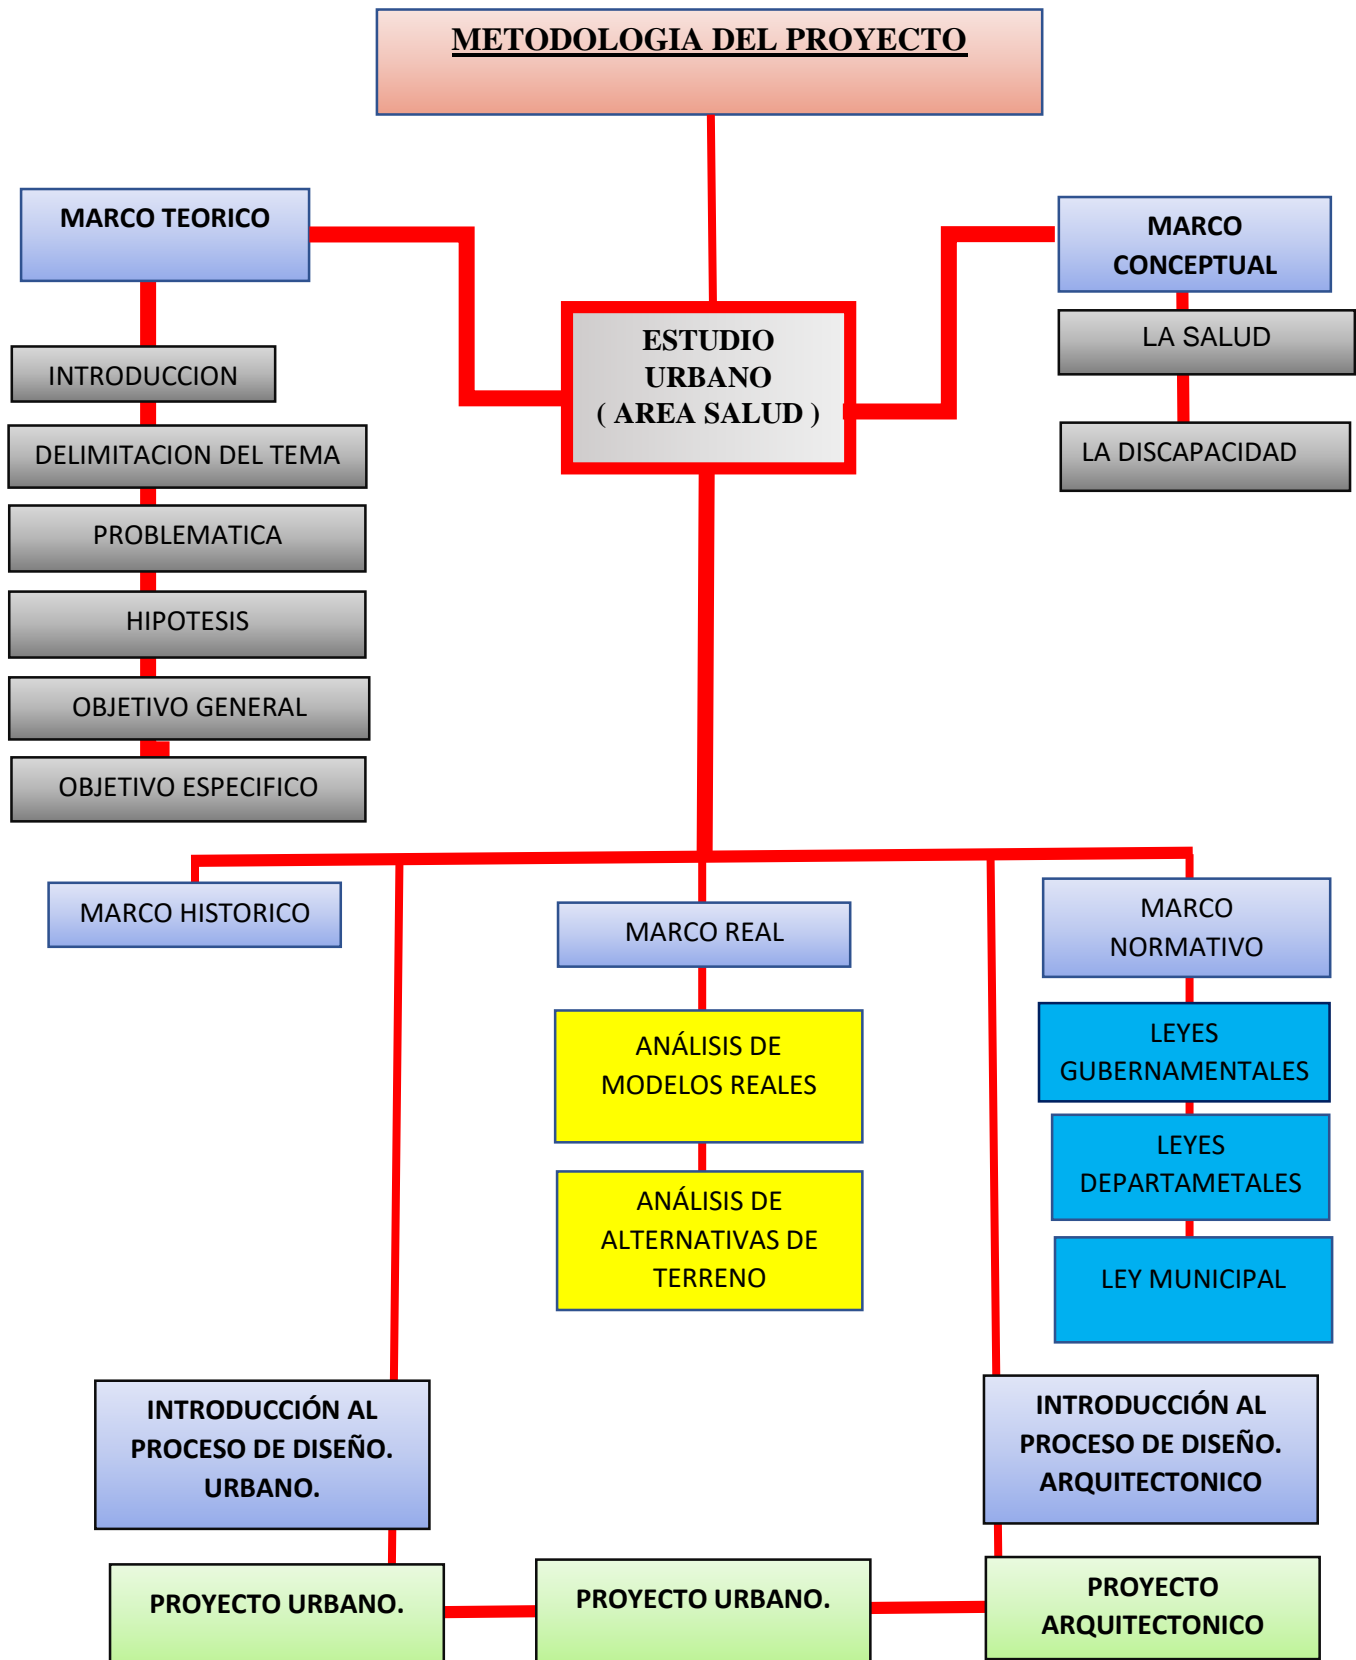 METODOLOGIA DEL PROYECTO
MARCO TEORICO
INTRODUCCION
DELIMITACION DEL TEMA
PROBLEMATICA
HIPOTESIS
OBJETIVO GENERAL
OBJETIVO ESPECIFICO
ESTUDIO
URBANO
( AREA SALUD )
MARCO
CONCEPTUAL
LA SALUD
LA DISCAPACIDAD
MARCO HISTORICO
MARCO REAL
ANÁLISIS DE
MODELOS REALES
ANÁLISIS DE
ALTERNATIVAS DE
TERRENO
MARCO
NORMATIVO
LEYES
GUBERNAMENTALES
LEYES
DEPARTAMETALES
LEY MUNICIPAL
INTRODUCCIÓN AL
PROCESO DE DISEÑO.
URBANO.
INTRODUCCIÓN AL
PROCESO DE DISEÑO.
ARQUITECTONICO
PROYECTO URBANO.
PROYECTO URBANO.
PROYECTO
ARQUITECTONICO